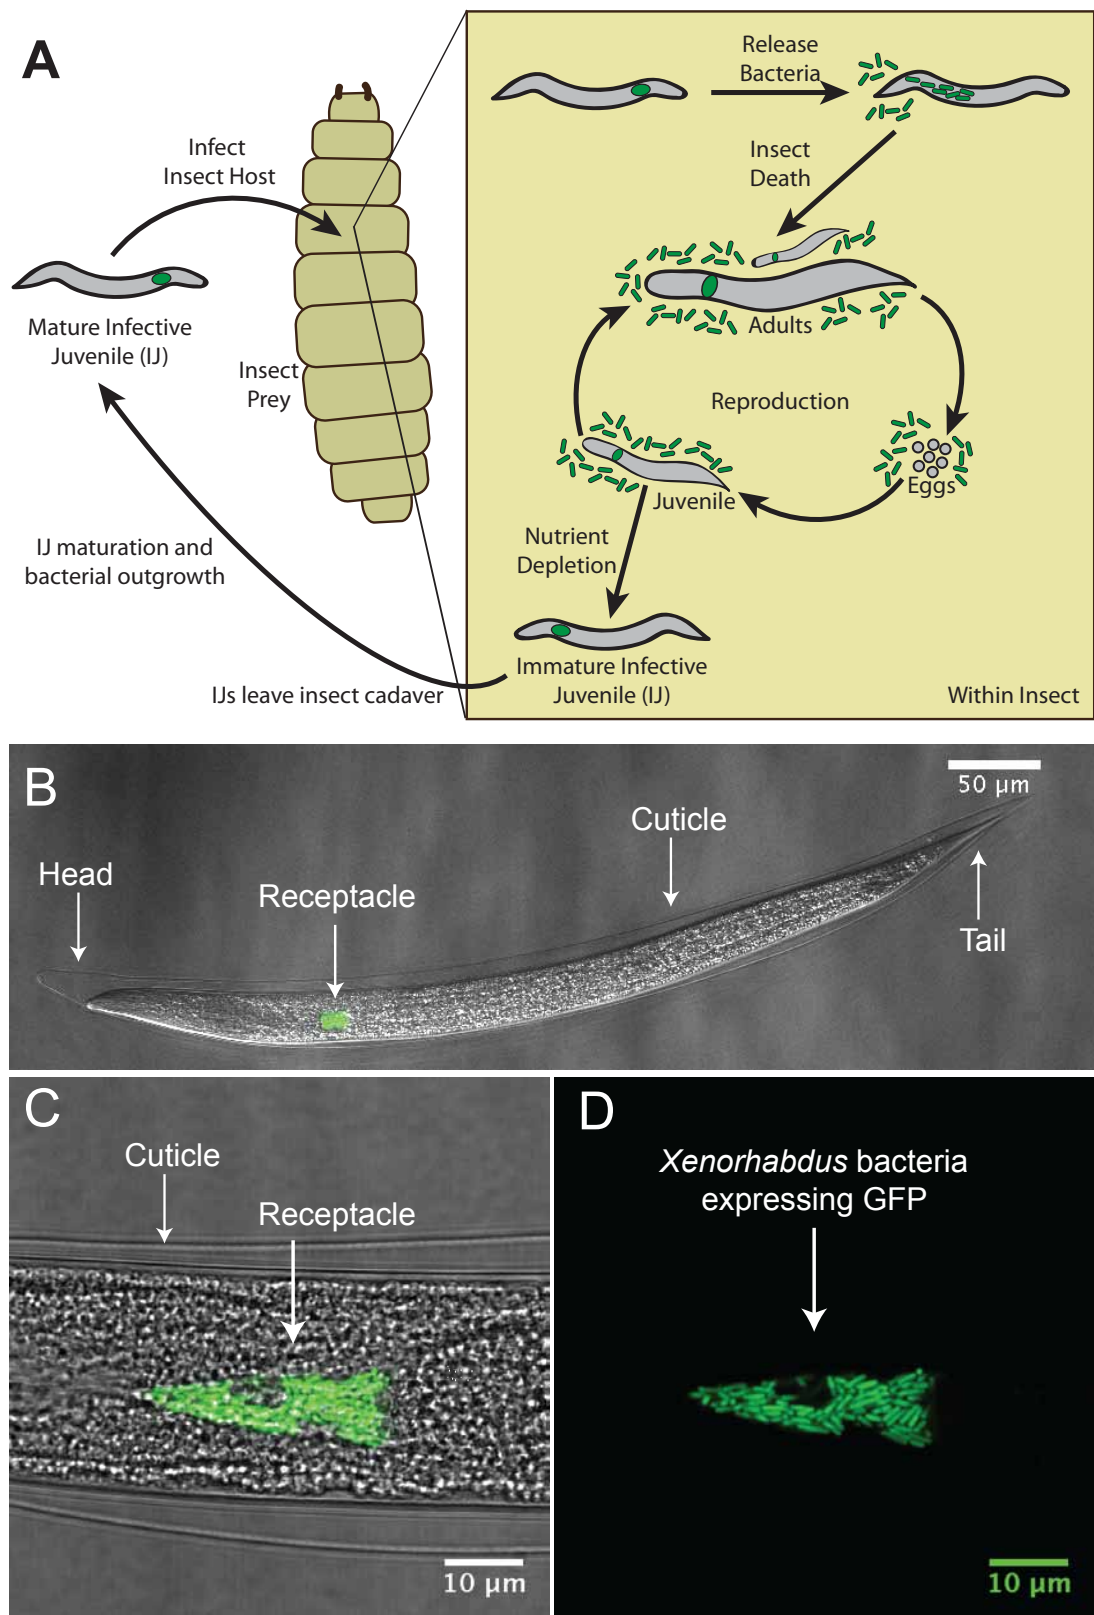 A
Infect
Insect Host
Mature Infective
Juvenile (IJ)
Insect
Prey
IJ maturation and
bacterial outgrowth
IJs leave insect cadaver
Release
Bacteria
Insect
Death
Adults
Reproduction
Eggs
Juvenile
Nutrient
Depletion
Immature Infective
Juvenile (IJ)
Within Insect
B
50 µm
Cuticle
Head
Receptacle
Tail
C
Cuticle
Receptacle
10 µm
D
Xenorhabdus bacteria
expressing GFP
10 µm